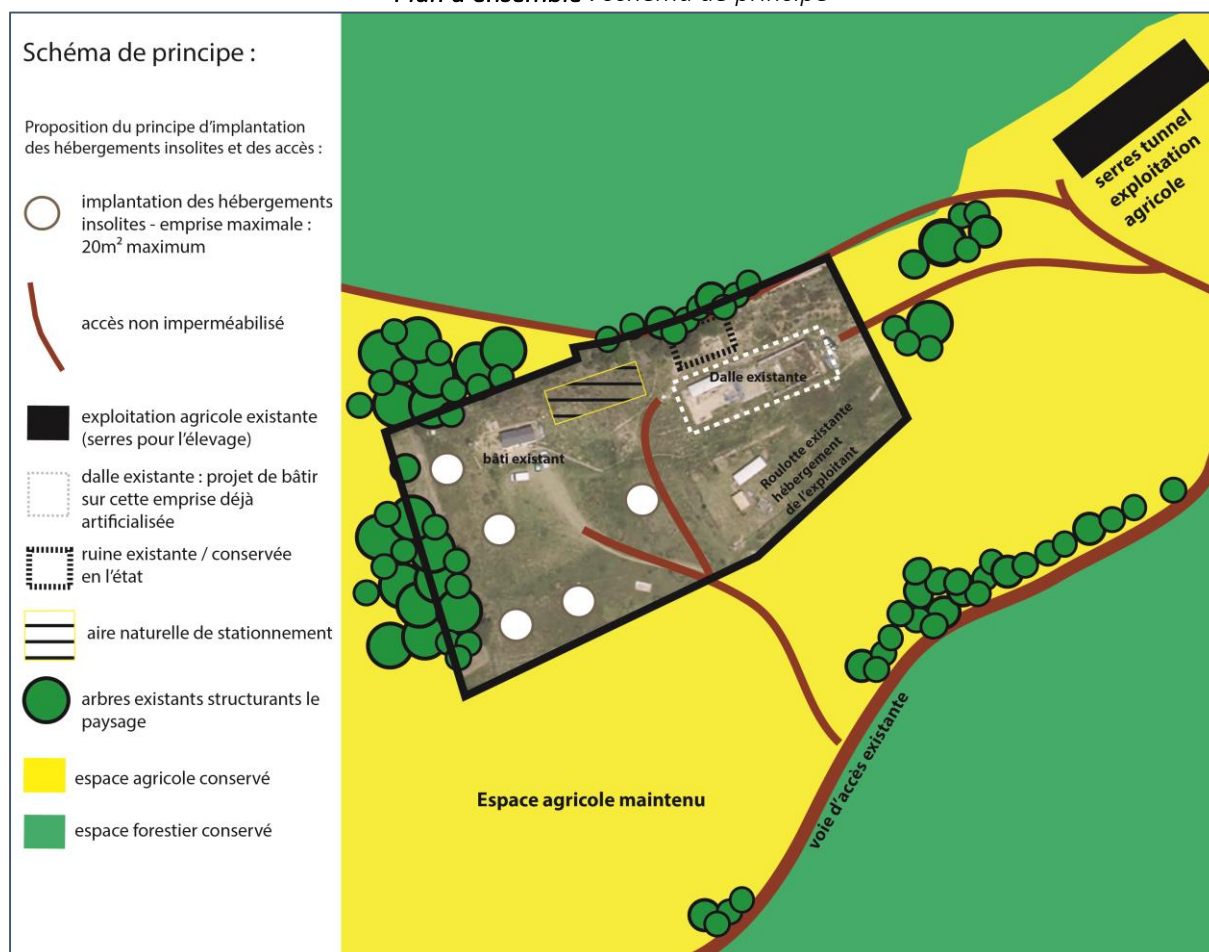 Plan d'ensemble : schéma de principe
Schéma de principe :
Proposition du principe d'implantation
des hébergements insolites et des accès :
implantation des hébergements
insolites - emprise maximale :
20m² maximum
accès non imperméabilisé
exploitation agricole existante
(serres pour l'élevage)
dalle existante : projet de bâtir
sur cette emprise déjà
artificialisée
ruine existante / conservée
en l'état
aire naturelle de stationnement
arbres existants structurants le
paysage
espace agricole conservé
espace forestier conservé
serres tunnel
exploitation
agricole
Dalle existante
bâti existant
Roulotte existante
hébergement
de l'exploitant
Espace agricole maintenu
voie d'accès existante